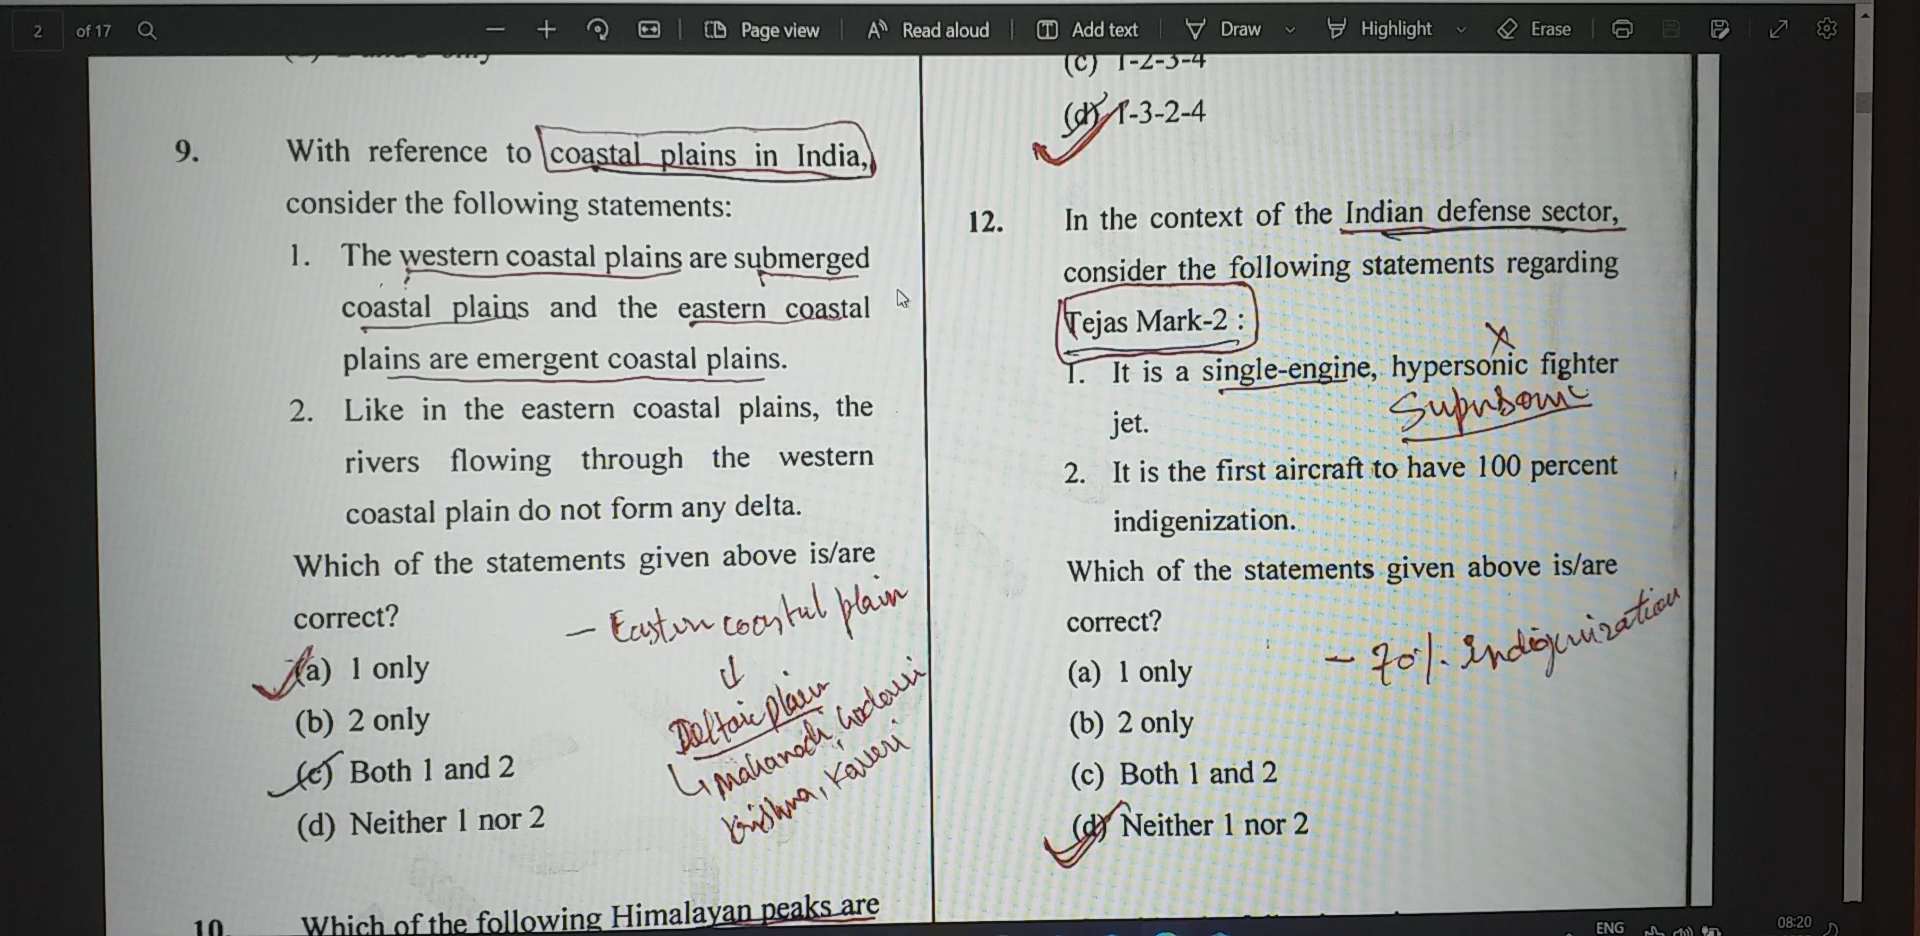 2 of 17 Page view Read aloud Add text Draw Highlight Erase
9. With reference to coastal plains in India,
consider the following statements:
1. The western coastal plains are submerged
coastal plains and the eastern coastal
plains are emergent coastal plains.
2. Like in the eastern coastal plains, the
rivers flowing through the western
coastal plain do not form any delta.
Which of the statements given above is/are
correct?
(a) 1 only
(b) 2 only
(c) Both 1 and 2
(d) Neither 1 nor 2
- Eastern coastal plain
Deltaic plain
Mahanadi, Godavari
Krishna, Kaveri
10. Which of the following Himalayan peaks are
(c) 1-2-3-4
(d) 1-3-2-4
12. In the context of the Indian defense sector,
consider the following statements regarding
Tejas Mark-2 :
1. It is a single-engine, hypersonic fighter
Supersonic
jet.
2. It is the first aircraft to have 100 percent
indigenization.
Which of the statements given above is/are
correct?
- 70%. Indigenization
(a) 1 only
(b) 2 only
(c) Both 1 and 2
(d) Neither 1 nor 2
ENG 08:20